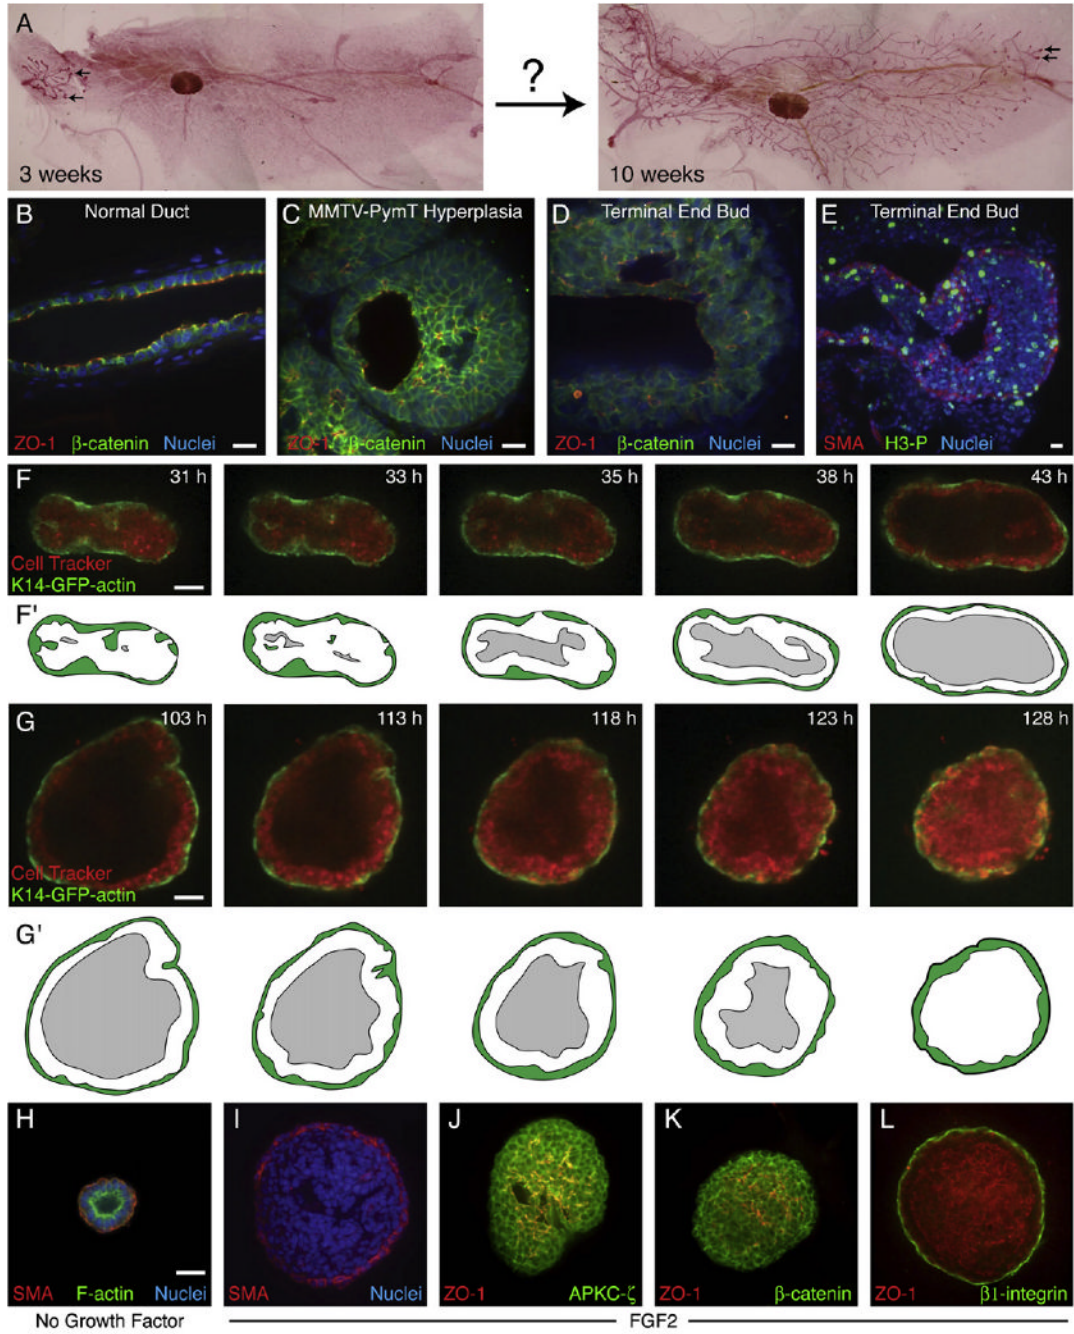 A
?
3 weeks
10 weeks
B Normal Duct
C MMTV-PymT Hyperplasia
D Terminal End Bud
E Terminal End Bud
ZO-1 β-catenin Nuclei
ZO-1 β-catenin Nuclei
ZO-1 β-catenin Nuclei
SMA H3-P Nuclei
F 31 h 33 h 35 h 38 h 43 h
Cell Tracker
K14-GFP-actin
F'
G 103 h 113 h 118 h 123 h 128 h
Cell Tracker
K14-GFP-actin
G'
H I J K L
SMA F-actin Nuclei
SMA Nuclei
ZO-1 APKC-ζ
ZO-1 β-catenin
ZO-1 β1-integrin
No Growth Factor FGF2